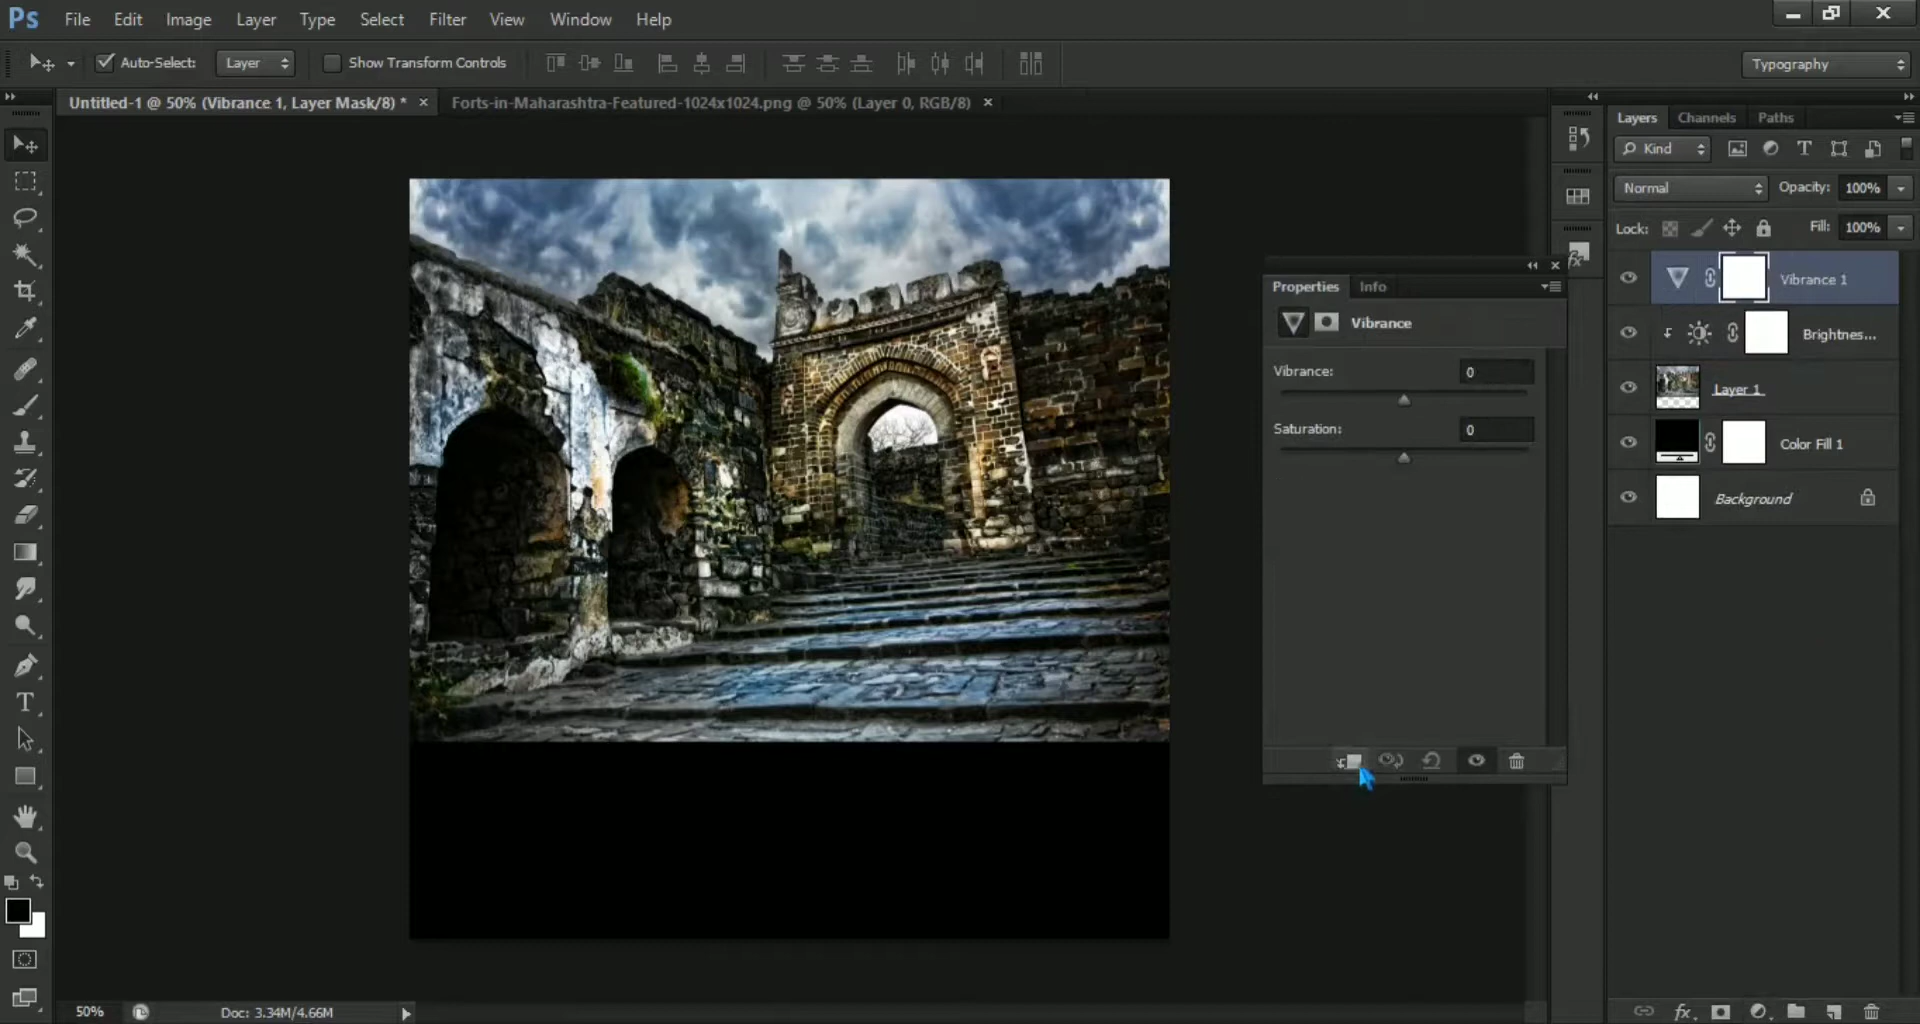 Ps File Edit Image Layer Type Select Filter View Window Help
Auto-Select: Layer Show Transform Controls Typography
Untitled-1 @ 50% (Vibrance 1, Layer Mask/8) * × Forts-in-Maharashtra-Featured-1024x1024.png @ 50% (Layer 0, RGB/8) ×
Layers Channels Paths
Kind
Normal Opacity: 100%
Lock: Fill: 100%
Vibrance 1
Brightnes...
Layer 1
Color Fill 1
Background
Properties Info
Vibrance
Vibrance: 0
Saturation: 0
50% Doc: 3.34M/4.66M